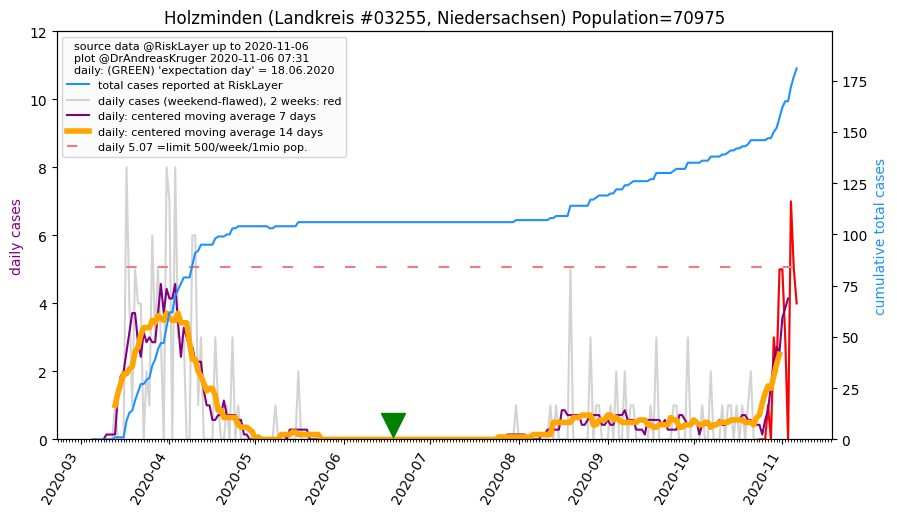 Holzminden (Landkreis #03255, Niedersachsen) Population=70975
source data @RiskLayer up to 2020-11-06
plot @DrAndreasKruger 2020-11-06 07:31
daily: (GREEN) 'expectation day' = 18.06.2020
total cases reported at RiskLayer
daily cases (weekend-flawed), 2 weeks: red
daily: centered moving average 7 days
daily: centered moving average 14 days
daily 5.07 =limit 500/week/1mio pop.
daily cases
12
10
8
6
4
2
0
cumulative total cases
175
150
125
100
75
50
25
0
2020-03
2020-04
2020-05
2020-06
2020-07
2020-08
2020-09
2020-10
2020-11